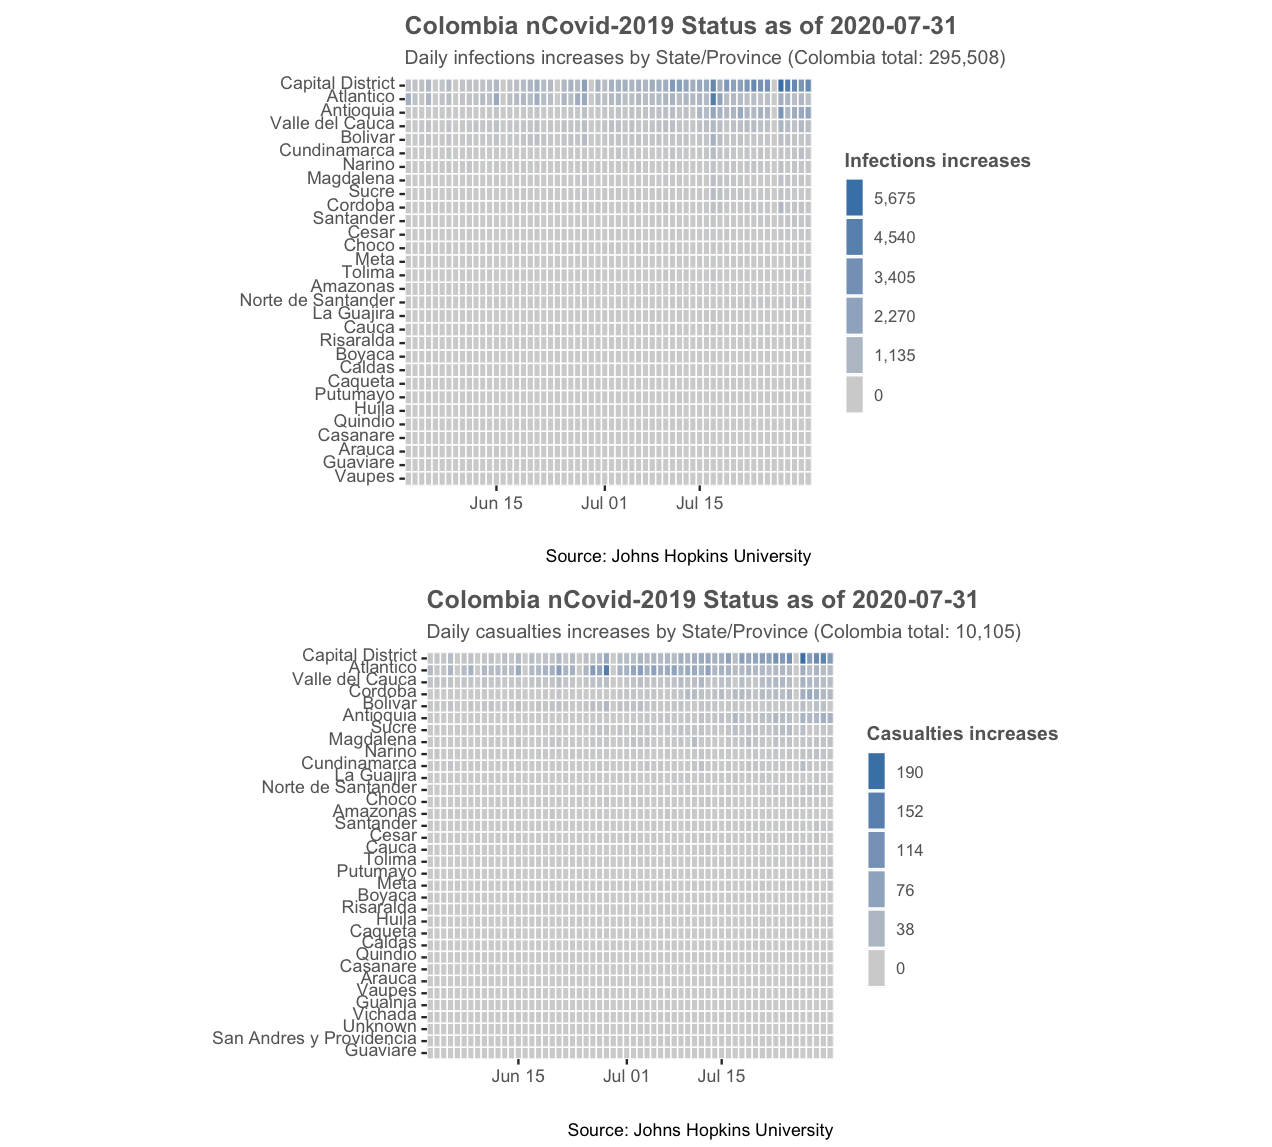 Colombia nCovid-2019 Status as of 2020-07-31
Daily infections increases by State/Province (Colombia total: 295,508)
Capital District
Atlantico
Antioquia
Valle del Cauca
Bolivar
Cundinamarca
Narino
Magdalena
Sucre
Cordoba
Santander
Cesar
Choco
Meta
Tolima
Amazonas
Norte de Santander
La Guajira
Cauca
Risaralda
Boyaca
Caldas
Caqueta
Putumayo
Huila
Quindio
Casanare
Arauca
Guaviare
Vaupes
Jun 15
Jul 01
Jul 15
Infections increases
5,675
4,540
3,405
2,270
1,135
0
Source: Johns Hopkins University
Colombia nCovid-2019 Status as of 2020-07-31
Daily casualties increases by State/Province (Colombia total: 10,105)
Capital District
Atlantico
Valle del Cauca
Cordoba
Bolivar
Antioquia
Sucre
Magdalena
Narino
Cundinamarca
La Guajira
Norte de Santander
Choco
Amazonas
Santander
Cesar
Cauca
Tolima
Putumayo
Meta
Boyaca
Risaralda
Huila
Caqueta
Caldas
Quindio
Casanare
Arauca
Vaupes
Guainia
Vichada
Unknown
San Andres y Providencia
Guaviare
Jun 15
Jul 01
Jul 15
Casualties increases
190
152
114
76
38
0
Source: Johns Hopkins University